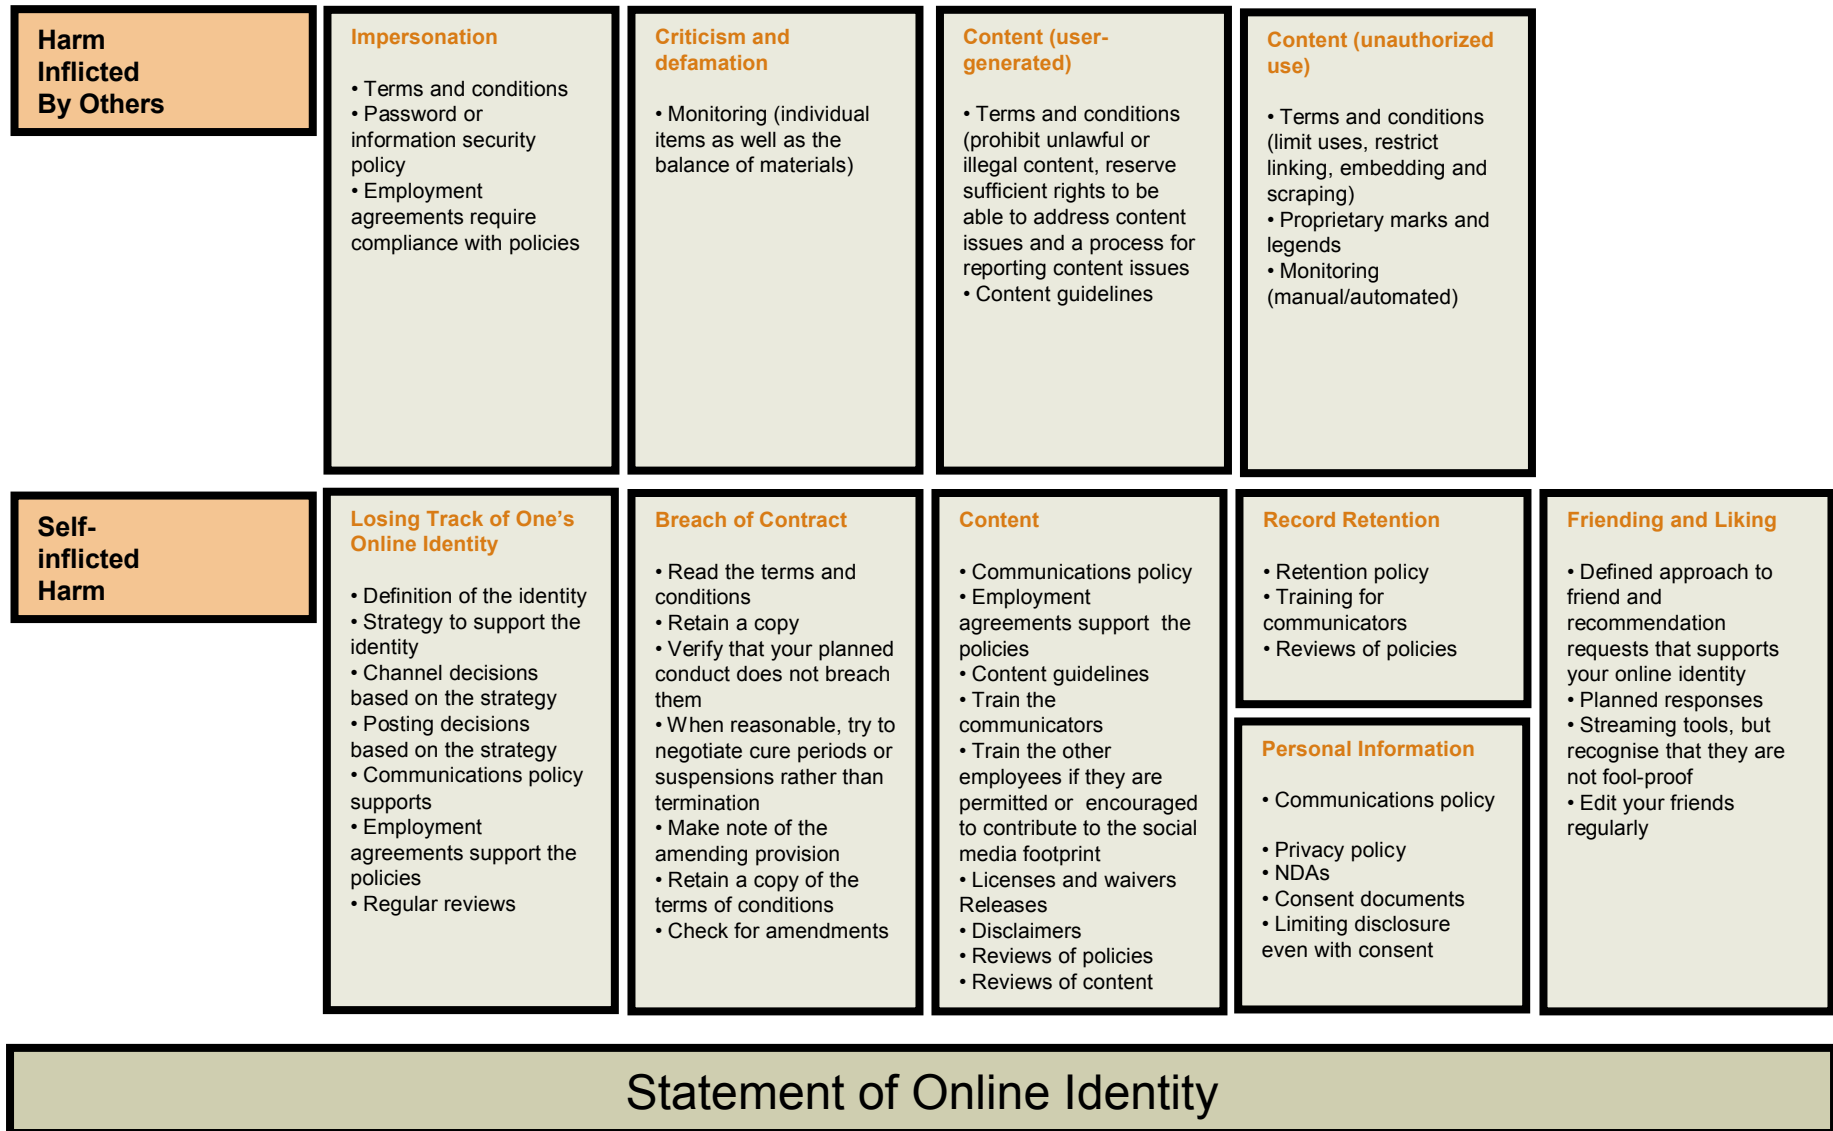 Harm
Inflicted
By Others
Impersonation
• Terms and conditions
• Password or
information security
policy
• Employment
agreements require
compliance with policies
Criticism and
defamation
• Monitoring (individual
items as well as the
balance of materials)
Content (user-
generated)
• Terms and conditions
(prohibit unlawful or
illegal content, reserve
sufficient rights to be
able to address content
issues and a process for
reporting content issues
• Content guidelines
Content (unauthorized
use)
• Terms and conditions
(limit uses, restrict
linking, embedding and
scraping)
• Proprietary marks and
legends
• Monitoring
(manual/automated)
Self-
inflicted
Harm
Losing Track of One’s
Online Identity
• Definition of the identity
• Strategy to support the
identity
• Channel decisions
based on the strategy
• Posting decisions
based on the strategy
• Communications policy
supports
• Employment
agreements support the
policies
• Regular reviews
Breach of Contract
• Read the terms and
conditions
• Retain a copy
• Verify that your planned
conduct does not breach
them
• When reasonable, try to
negotiate cure periods or
suspensions rather than
termination
• Make note of the
amending provision
• Retain a copy of the
terms of conditions
• Check for amendments
Content
• Communications policy
• Employment
agreements support the
policies
• Content guidelines
• Train the
communicators
• Train the other
employees if they are
permitted or encouraged
to contribute to the social
media footprint
• Licenses and waivers
Releases
• Disclaimers
• Reviews of policies
• Reviews of content
Record Retention
• Retention policy
• Training for
communicators
• Reviews of policies
Personal Information
• Communications policy
• Privacy policy
• NDAs
• Consent documents
• Limiting disclosure
even with consent
Friending and Liking
• Defined approach to
friend and
recommendation
requests that supports
your online identity
• Planned responses
• Streaming tools, but
recognise that they are
not fool-proof
• Edit your friends
regularly
Statement of Online Identity